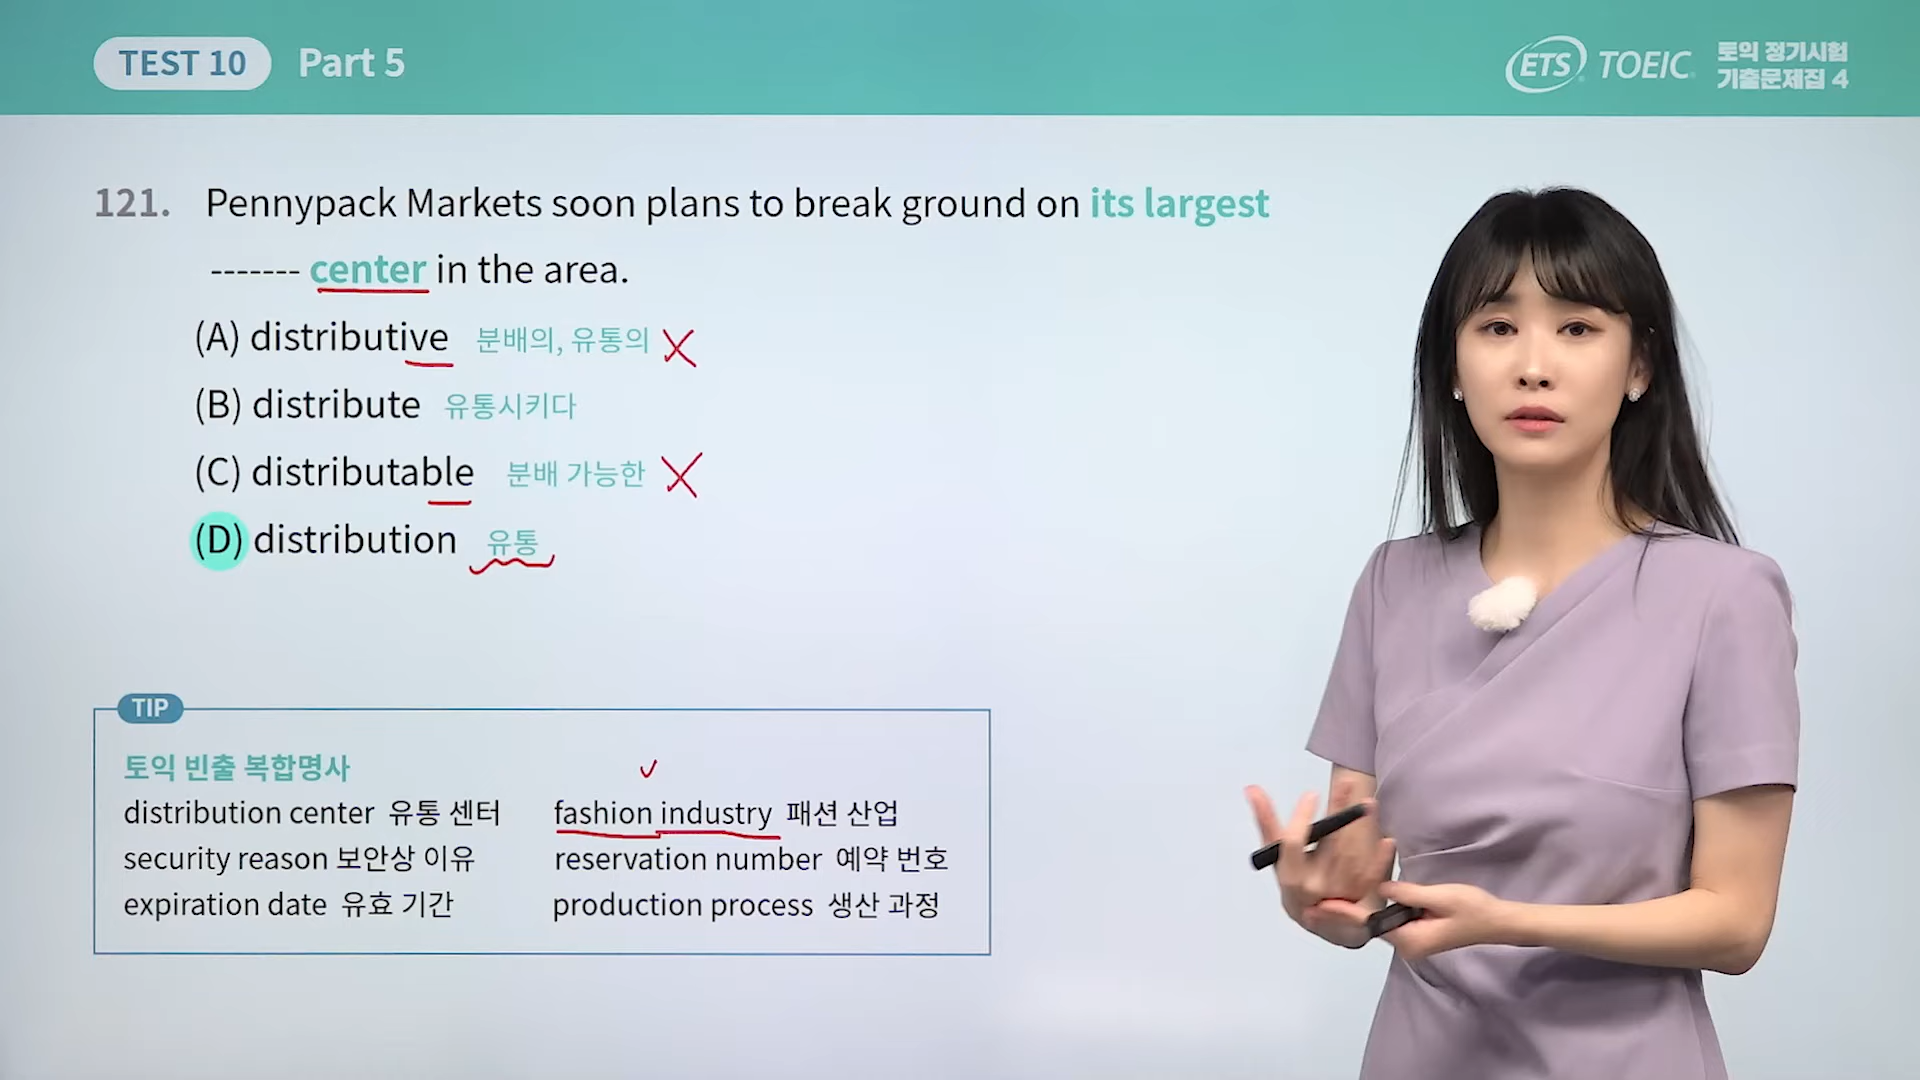 TEST 10 Part 5
ETS TOEIC 토익 정기시험
기출문제집 4
121. Pennypack Markets soon plans to break ground on its largest
------- center in the area.
(A) distributive 분배의, 유통의
(B) distribute 유통시키다
(C) distributable 분배 가능한
(D) distribution 유통
TIP
토익 빈출 복합명사
distribution center 유통 센터 fashion industry 패션 산업
security reason 보안상 이유 reservation number 예약 번호
expiration date 유효 기간 production process 생산 과정